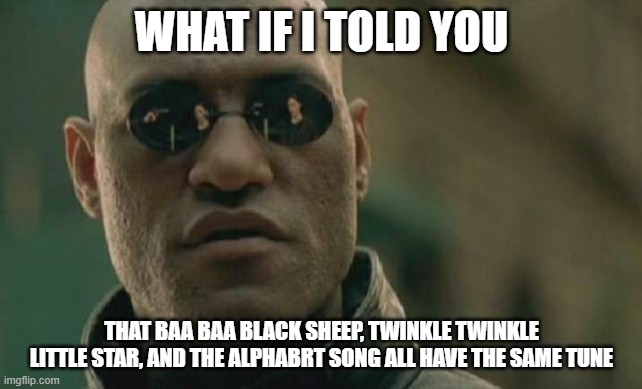 WHAT IF I TOLD YOU
THAT BAA BAA BLACK SHEEP, TWINKLE TWINKLE
LITTLE STAR, AND THE ALPHABRT SONG ALL HAVE THE SAME TUNE
imgflip.com